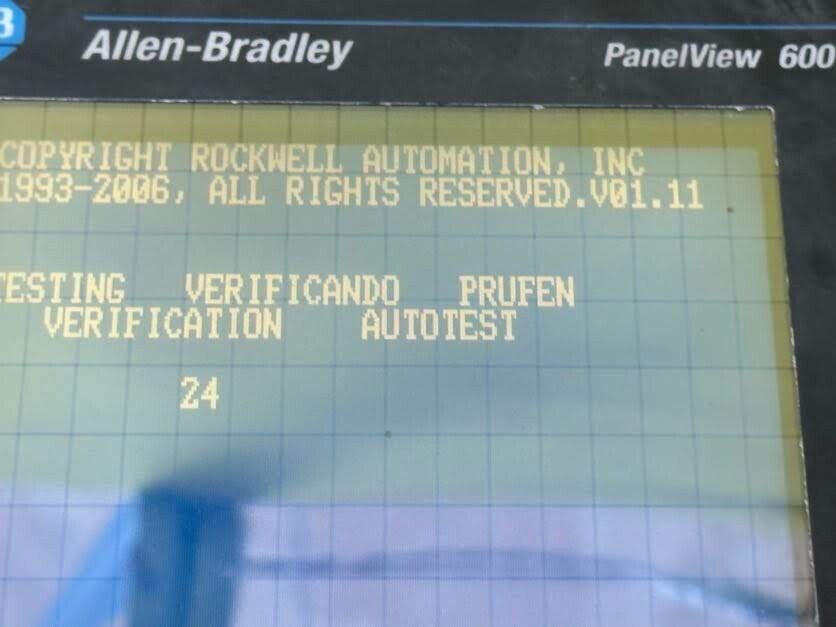 Allen-Bradley PanelView 600
COPYRIGHT ROCKWELL AUTOMATION, INC
1993-2006, ALL RIGHTS RESERVED.V01.11
TESTING VERIFICANDO PRUFEN
VERIFICATION AUTOTEST
24